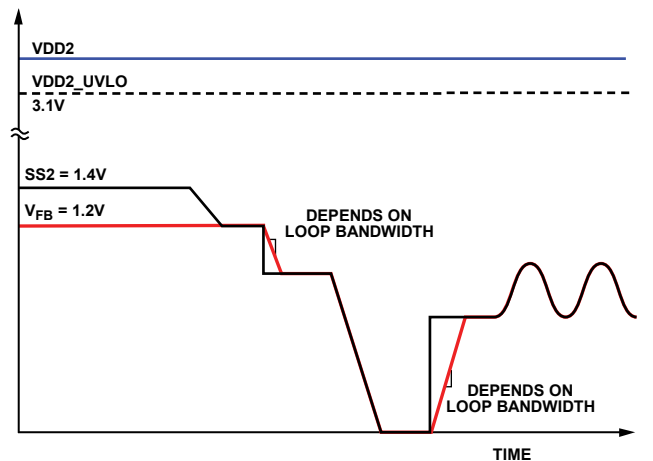 VDD2
VDD2_UVLO
3.1V
SS2 = 1.4V
VFB = 1.2V
DEPENDS ON
LOOP BANDWIDTH
DEPENDS ON
LOOP BANDWIDTH
TIME